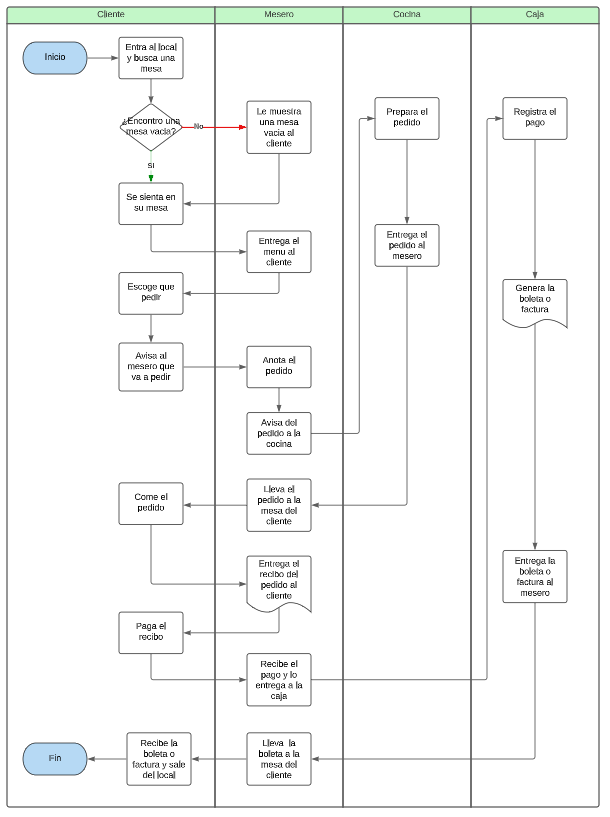 Cliente
Mesero
Cocina
Caja
Inicio
Entra al local
y busca una
mesa
¿Encontro una
mesa vacia?
No
SI
Le muestra
una mesa
vacia al
cliente
Se sienta en
su mesa
Entrega el
menu al
cliente
Escoge que
pedir
Avisa al
mesero que
va a pedir
Anota el
pedido
Avisa del
pedido a la
cocina
Prepara el
pedido
Entrega el
pedido al
mesero
Lleva el
pedido a la
mesa del
cliente
Come el
pedido
Entrega el
recibo del
pedido al
cliente
Paga el
recibo
Recibe el
pago y lo
entrega a la
caja
Registra el
pago
Genera la
boleta o
factura
Entrega la
boleta o
factura al
mesero
Lleva la
boleta a la
mesa del
cliente
Recibe la
boleta o
factura y sale
del local
Fin